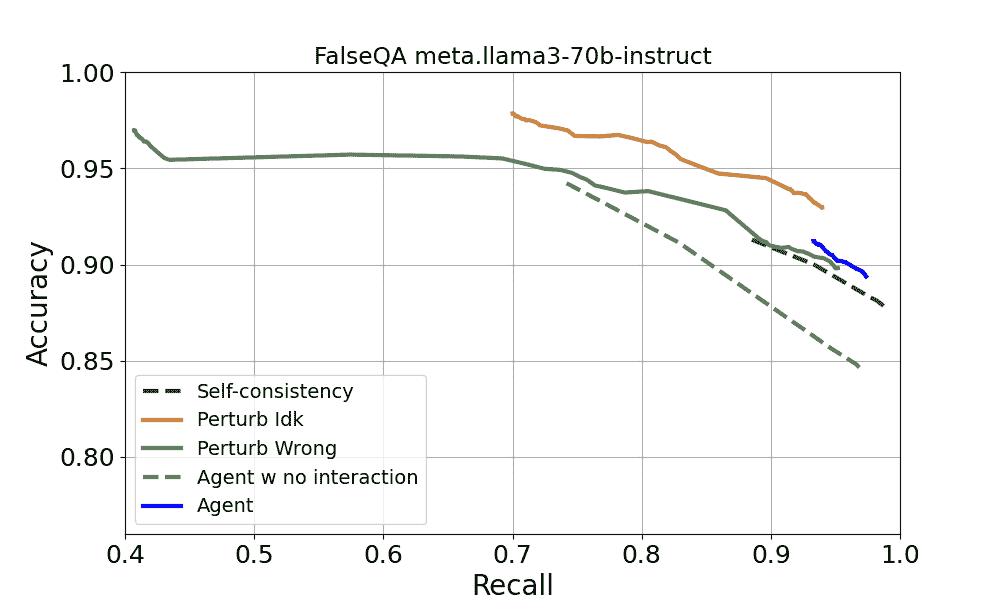 FalseQA meta.llama3-70b-instruct
1.00
0.95
0.90
0.85
0.80
Accuracy
Self-consistency
Perturb Idk
Perturb Wrong
Agent w no interaction
Agent
0.4 0.5 0.6 0.7 0.8 0.9 1.0
Recall